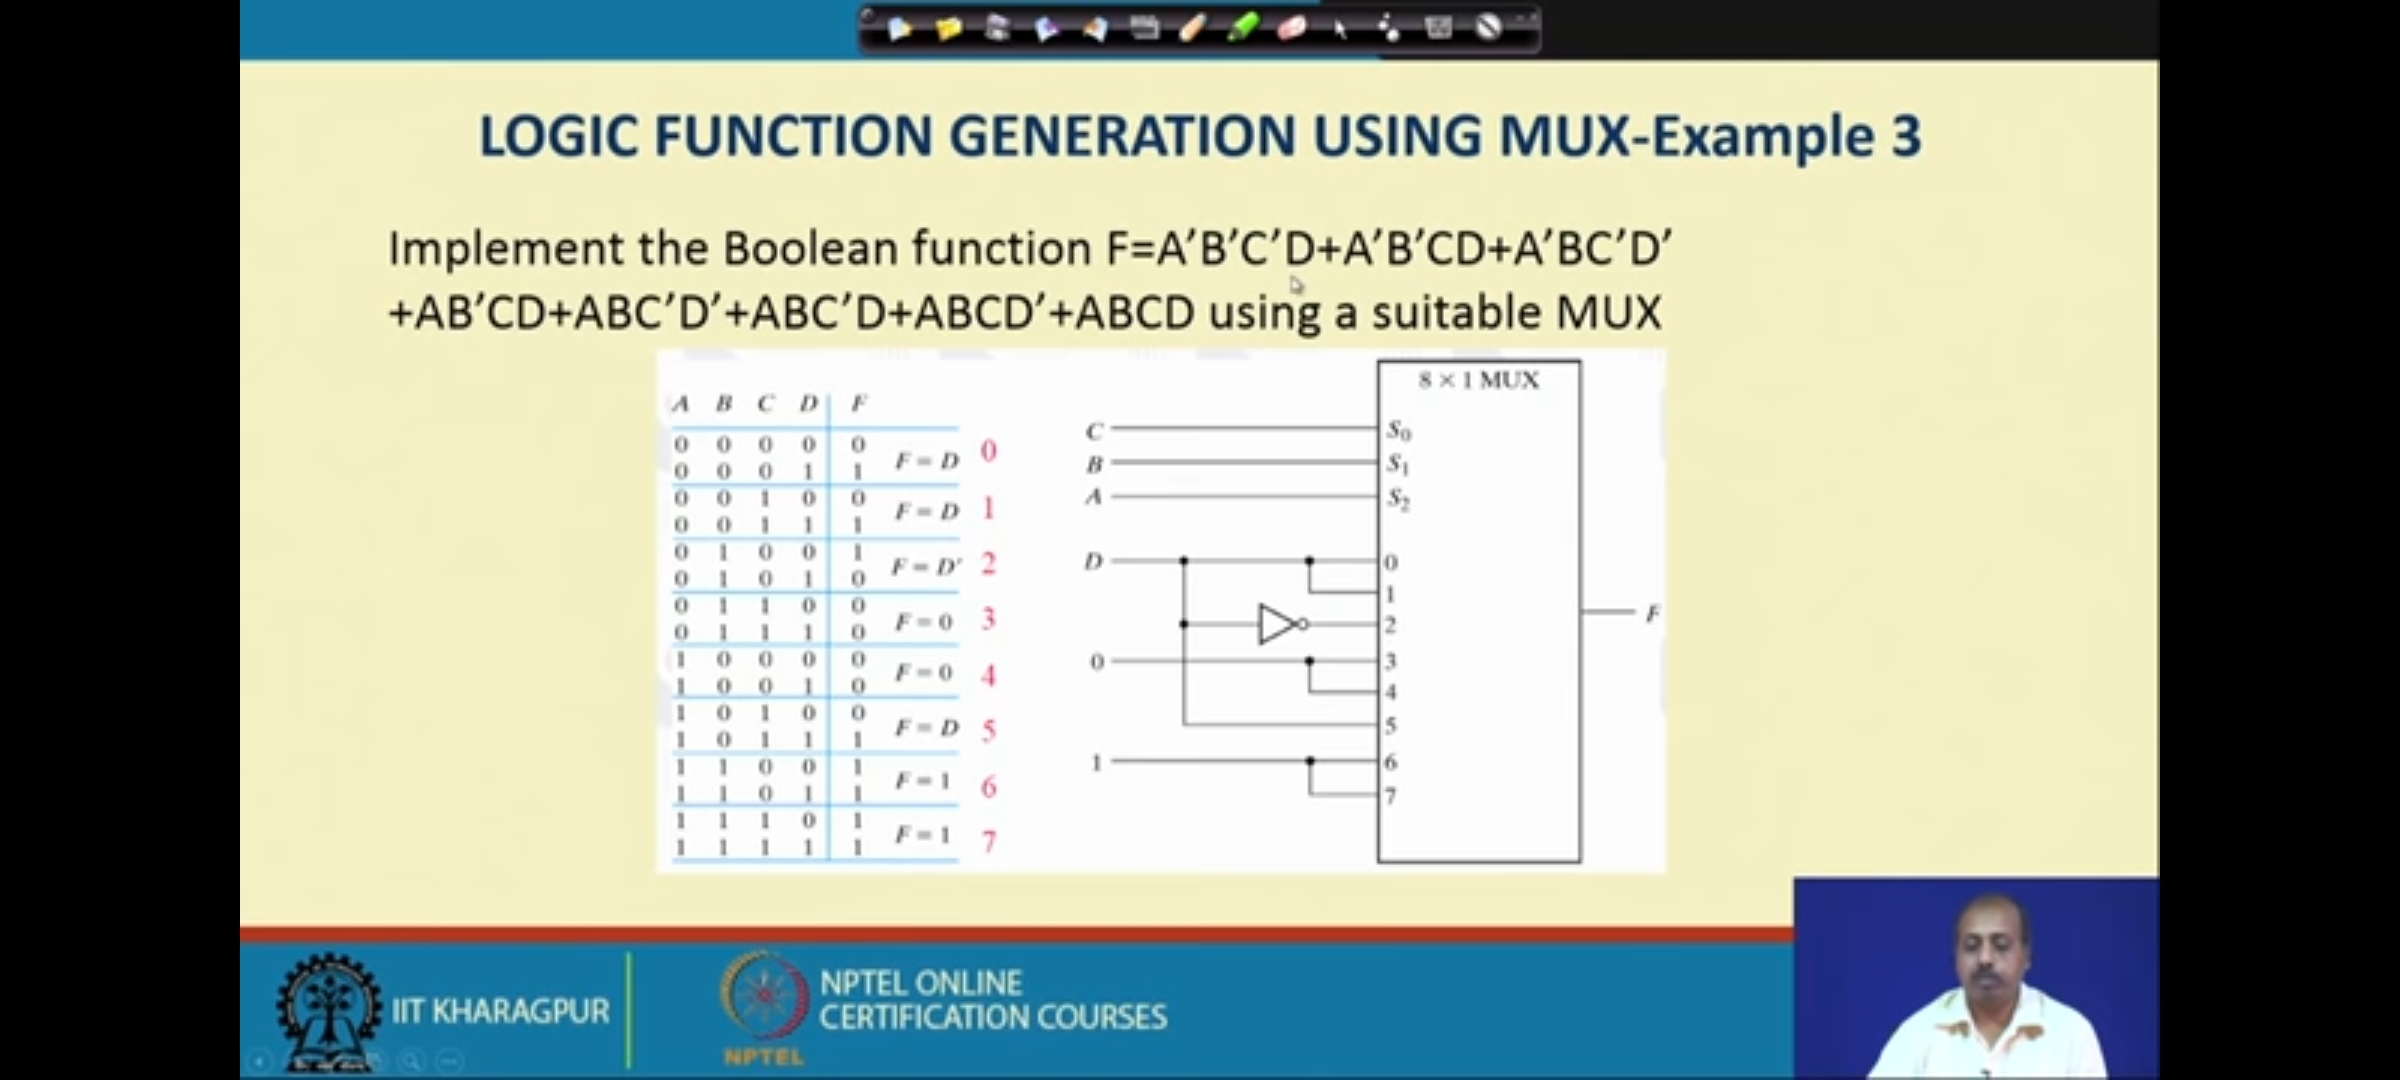 LOGIC FUNCTION GENERATION USING MUX-Example 3
Implement the Boolean function F=A’B’C’D+A’B’CD+A’BC’D’
+AB’CD+ABC’D’+ABC’D+ABCD’+ABCD using a suitable MUX
A B C D F
0 0 0 0 0
F = D 0
0 0 0 1 1
0 0 1 0 0
F = D 1
0 0 1 1 1
0 1 0 0 1
F = D' 2
0 1 0 1 0
0 1 1 0 0
F = 0 3
0 1 1 1 0
1 0 0 0 0
F = 0 4
1 0 0 1 0
1 0 1 0 0
F = D 5
1 0 1 1 1
1 1 0 0 1
F = 1 6
1 1 0 1 1
1 1 1 0 1
F = 1 7
1 1 1 1 1
8 × 1 MUX
C S0
B S1
A S2
D 0
1
2
F
0 3
4
5
1 6
7
IIT KHARAGPUR
NPTEL
NPTEL ONLINE
CERTIFICATION COURSES